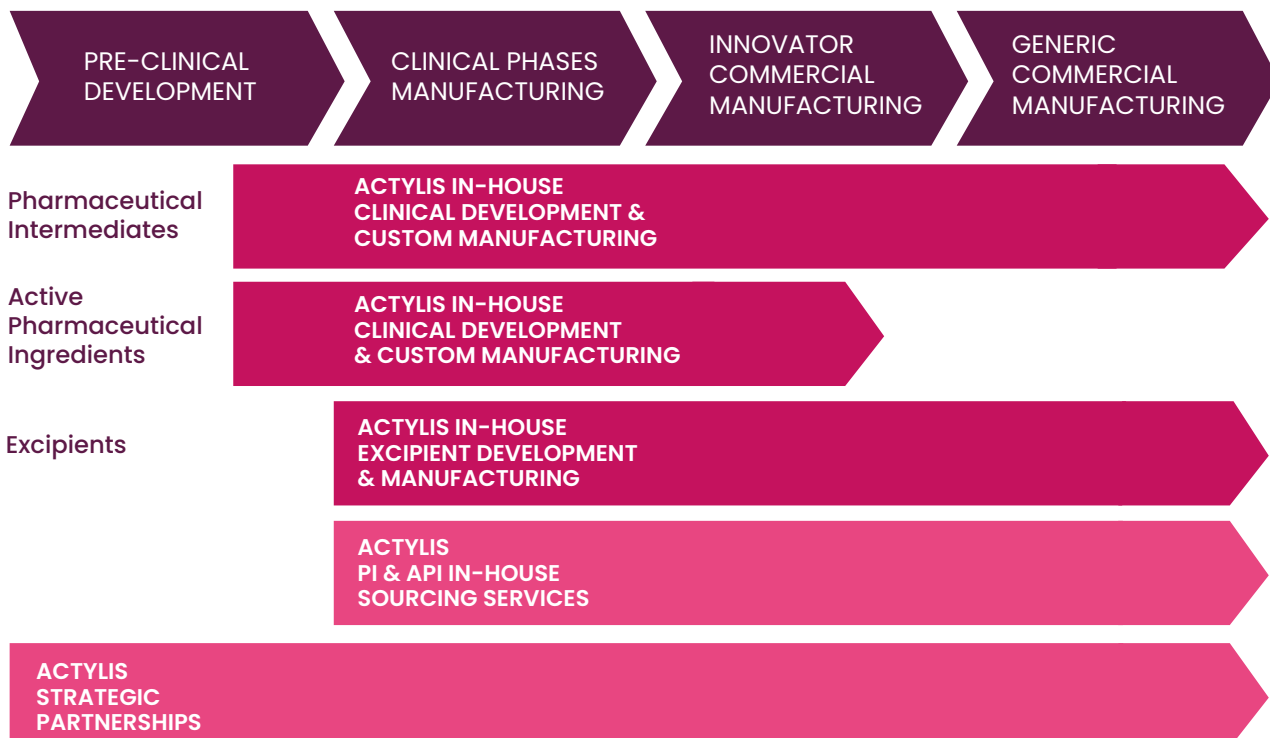 PRE-CLINICAL
DEVELOPMENT
CLINICAL PHASES
MANUFACTURING
INNOVATOR
COMMERCIAL
MANUFACTURING
GENERIC
COMMERCIAL
MANUFACTURING
Pharmaceutical
Intermediates
ACTYLIS IN-HOUSE
CLINICAL DEVELOPMENT &
CUSTOM MANUFACTURING
Active
Pharmaceutical
Ingredients
ACTYLIS IN-HOUSE
CLINICAL DEVELOPMENT
& CUSTOM MANUFACTURING
Excipients
ACTYLIS IN-HOUSE
EXCIPIENT DEVELOPMENT
& MANUFACTURING
ACTYLIS
PI & API IN-HOUSE
SOURCING SERVICES
ACTYLIS
STRATEGIC
PARTNERSHIPS